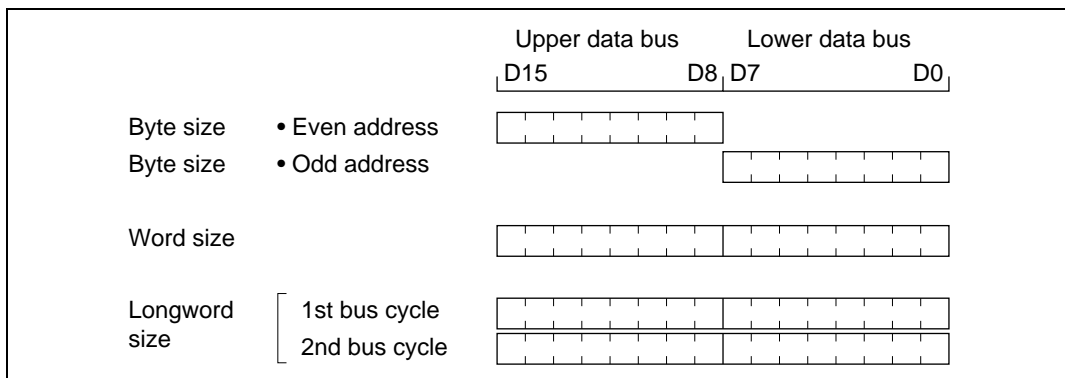 Upper data bus Lower data bus
D15 D8 D7 D0
Byte size • Even address
Byte size • Odd address
Word size
Longword size 1st bus cycle
2nd bus cycle